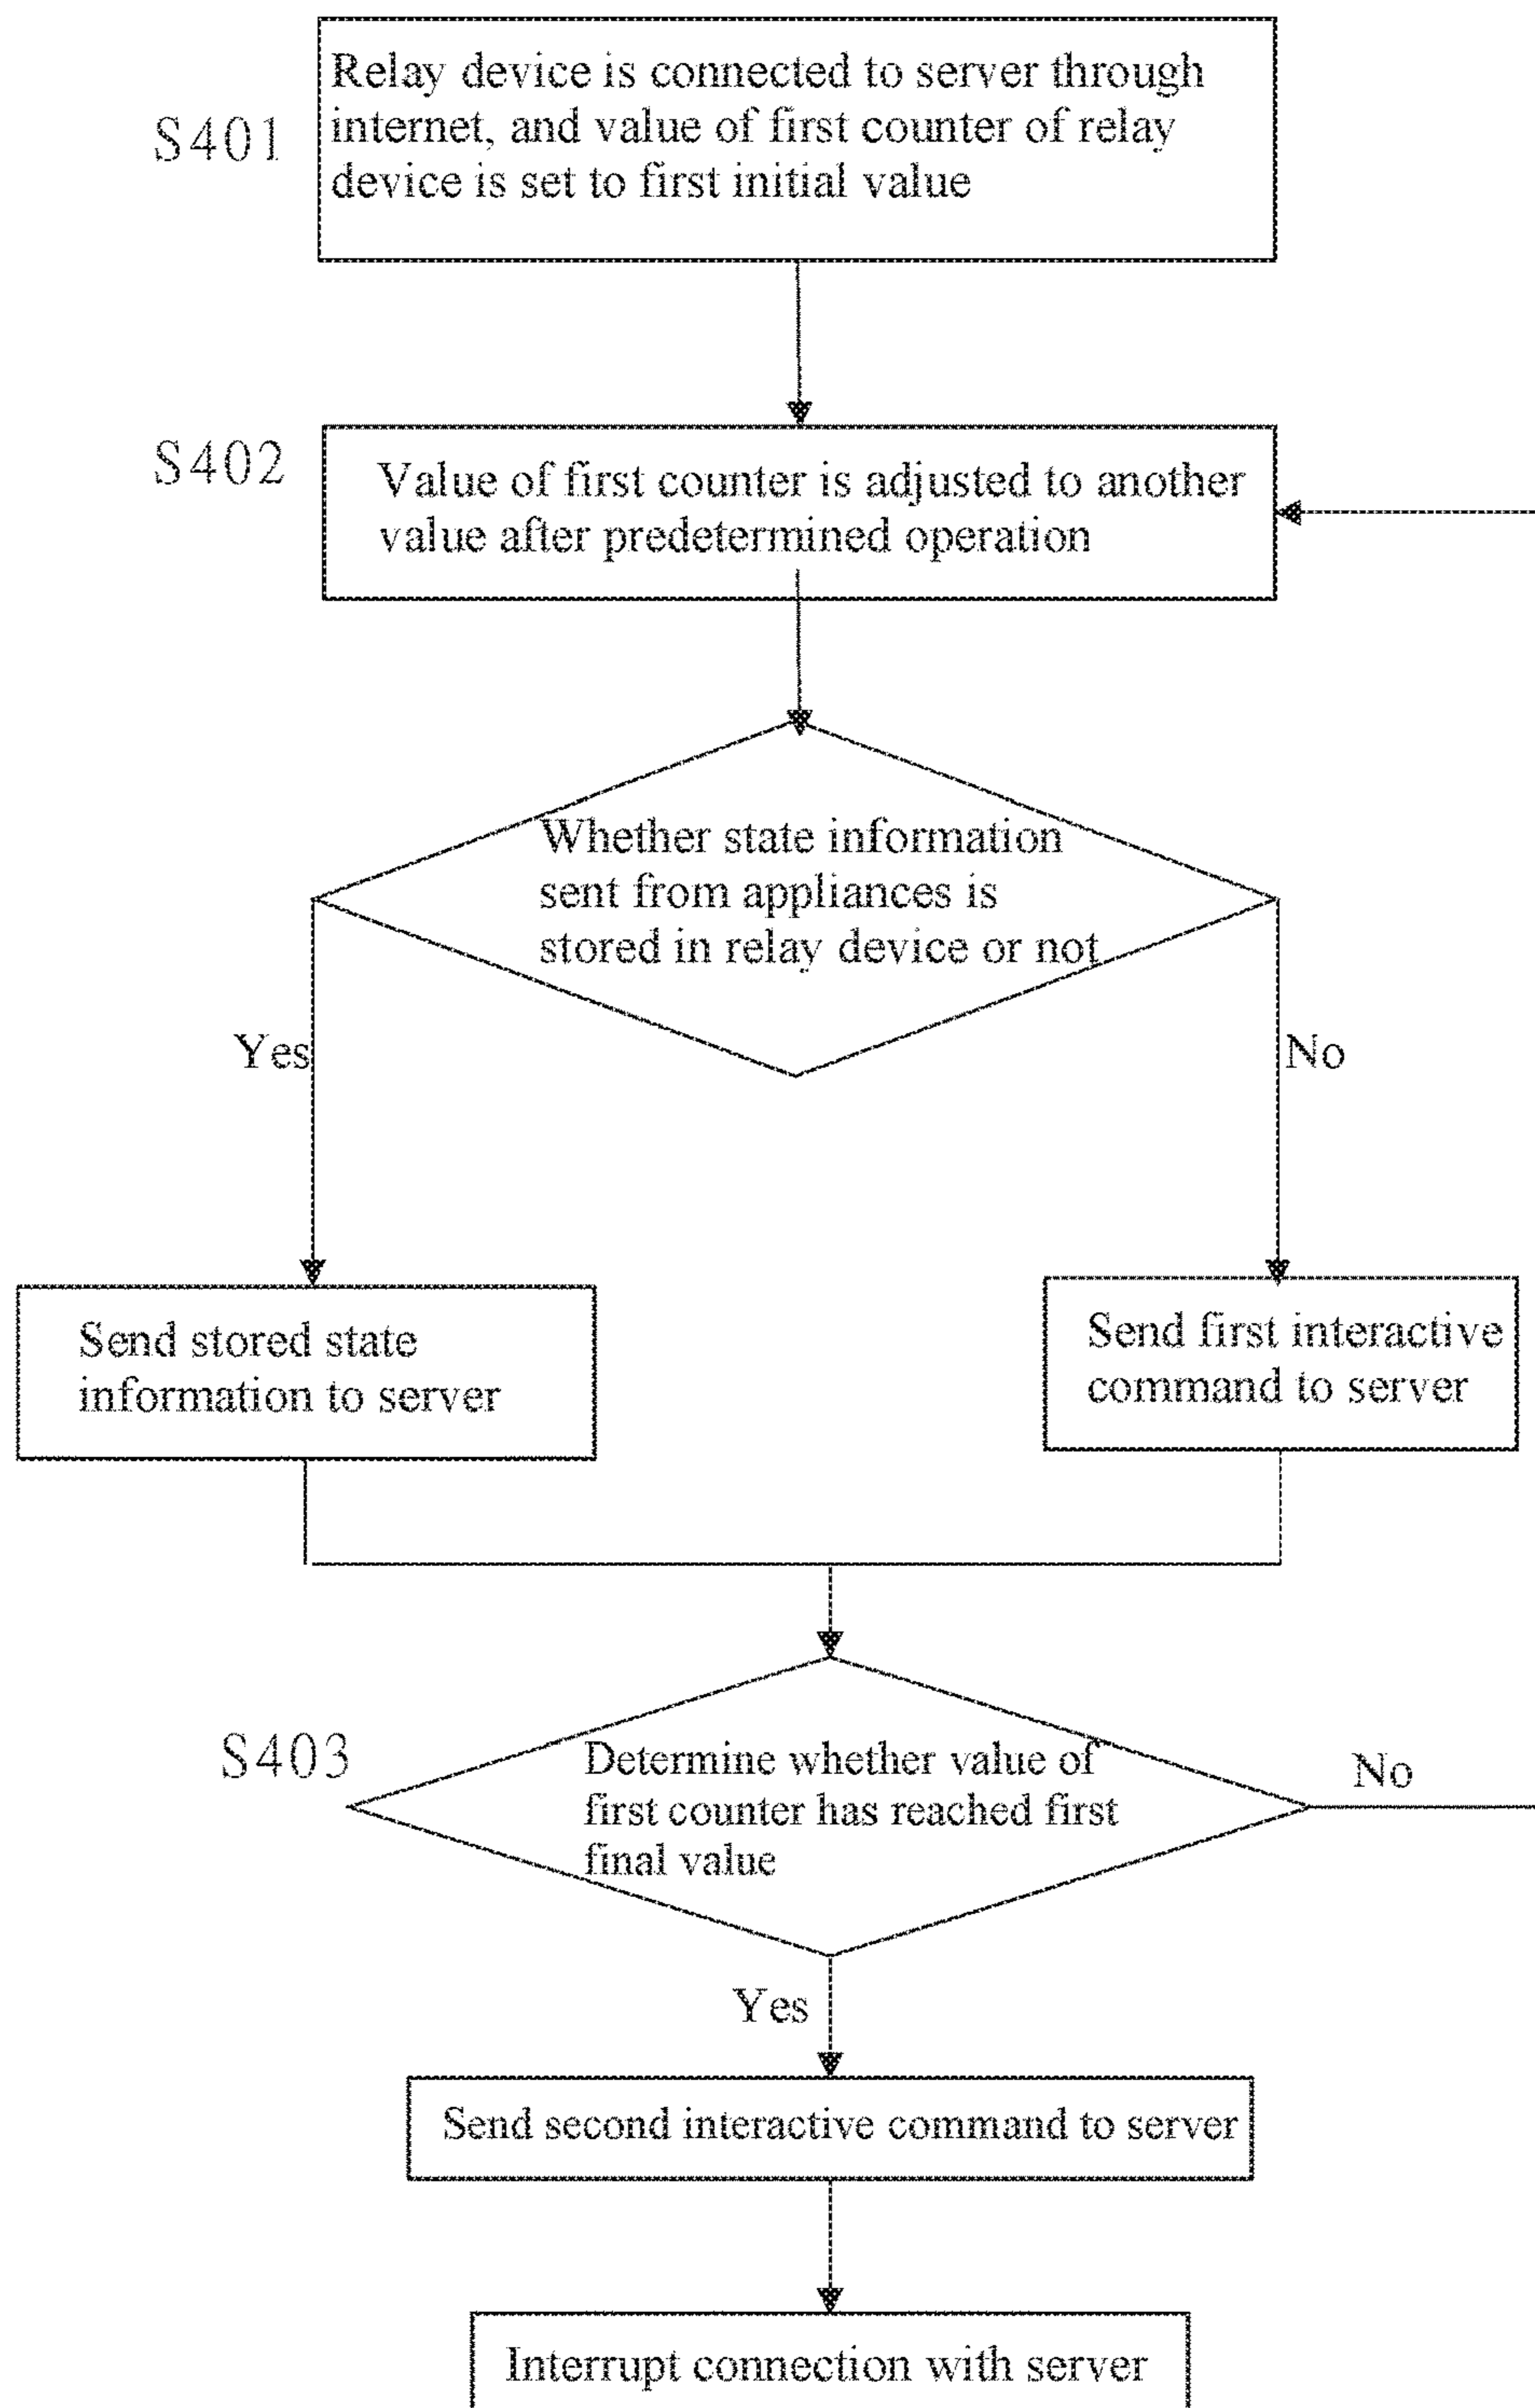 S401
Relay device is connected to server through
internet, and value of first counter of relay
device is set to first initial value
S402
Value of first counter is adjusted to another
value after predetermined operation
Whether state information
sent from appliances is
stored in relay device or not
Yes
No
Send stored state
information to server
Send first interactive
command to server
S403
Determine whether value of
first counter has reached first
final value
No
Yes
Send second interactive command to server
Interrupt connection with server